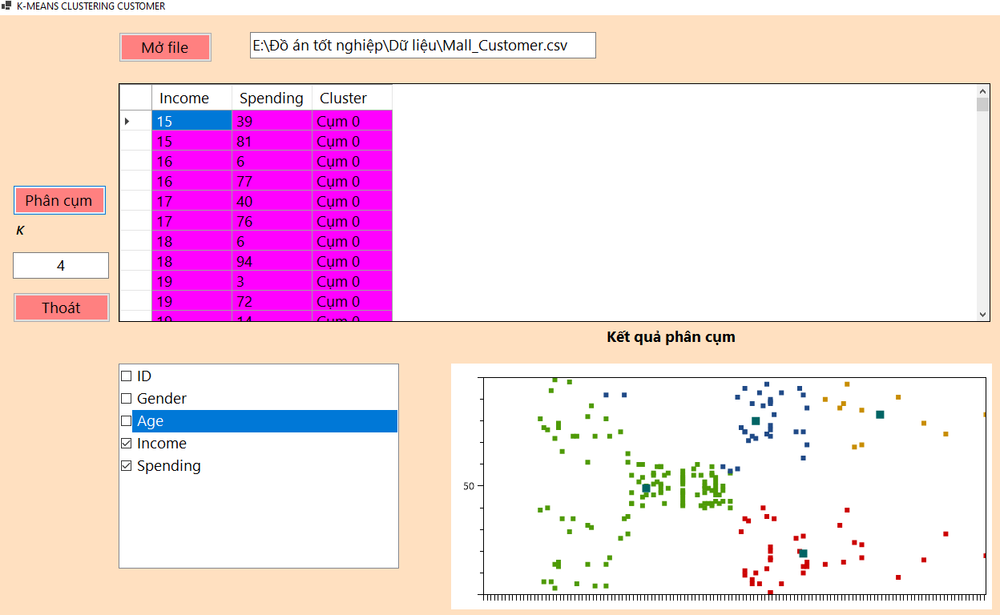 K-MEANS CLUSTERING CUSTOMER
Mở file
E:\Đồ án tốt nghiệp\Dữ liệu\Mall_Customer.csv
Income Spending Cluster
15 39 Cụm 0
15 81 Cụm 0
16 6 Cụm 0
16 77 Cụm 0
17 40 Cụm 0
17 76 Cụm 0
18 6 Cụm 0
18 94 Cụm 0
19 3 Cụm 0
19 72 Cụm 0
19 14 Cụm 0
Phân cụm
K
4
Thoát
Kết quả phân cụm
ID
Gender
Age
Income
Spending
50